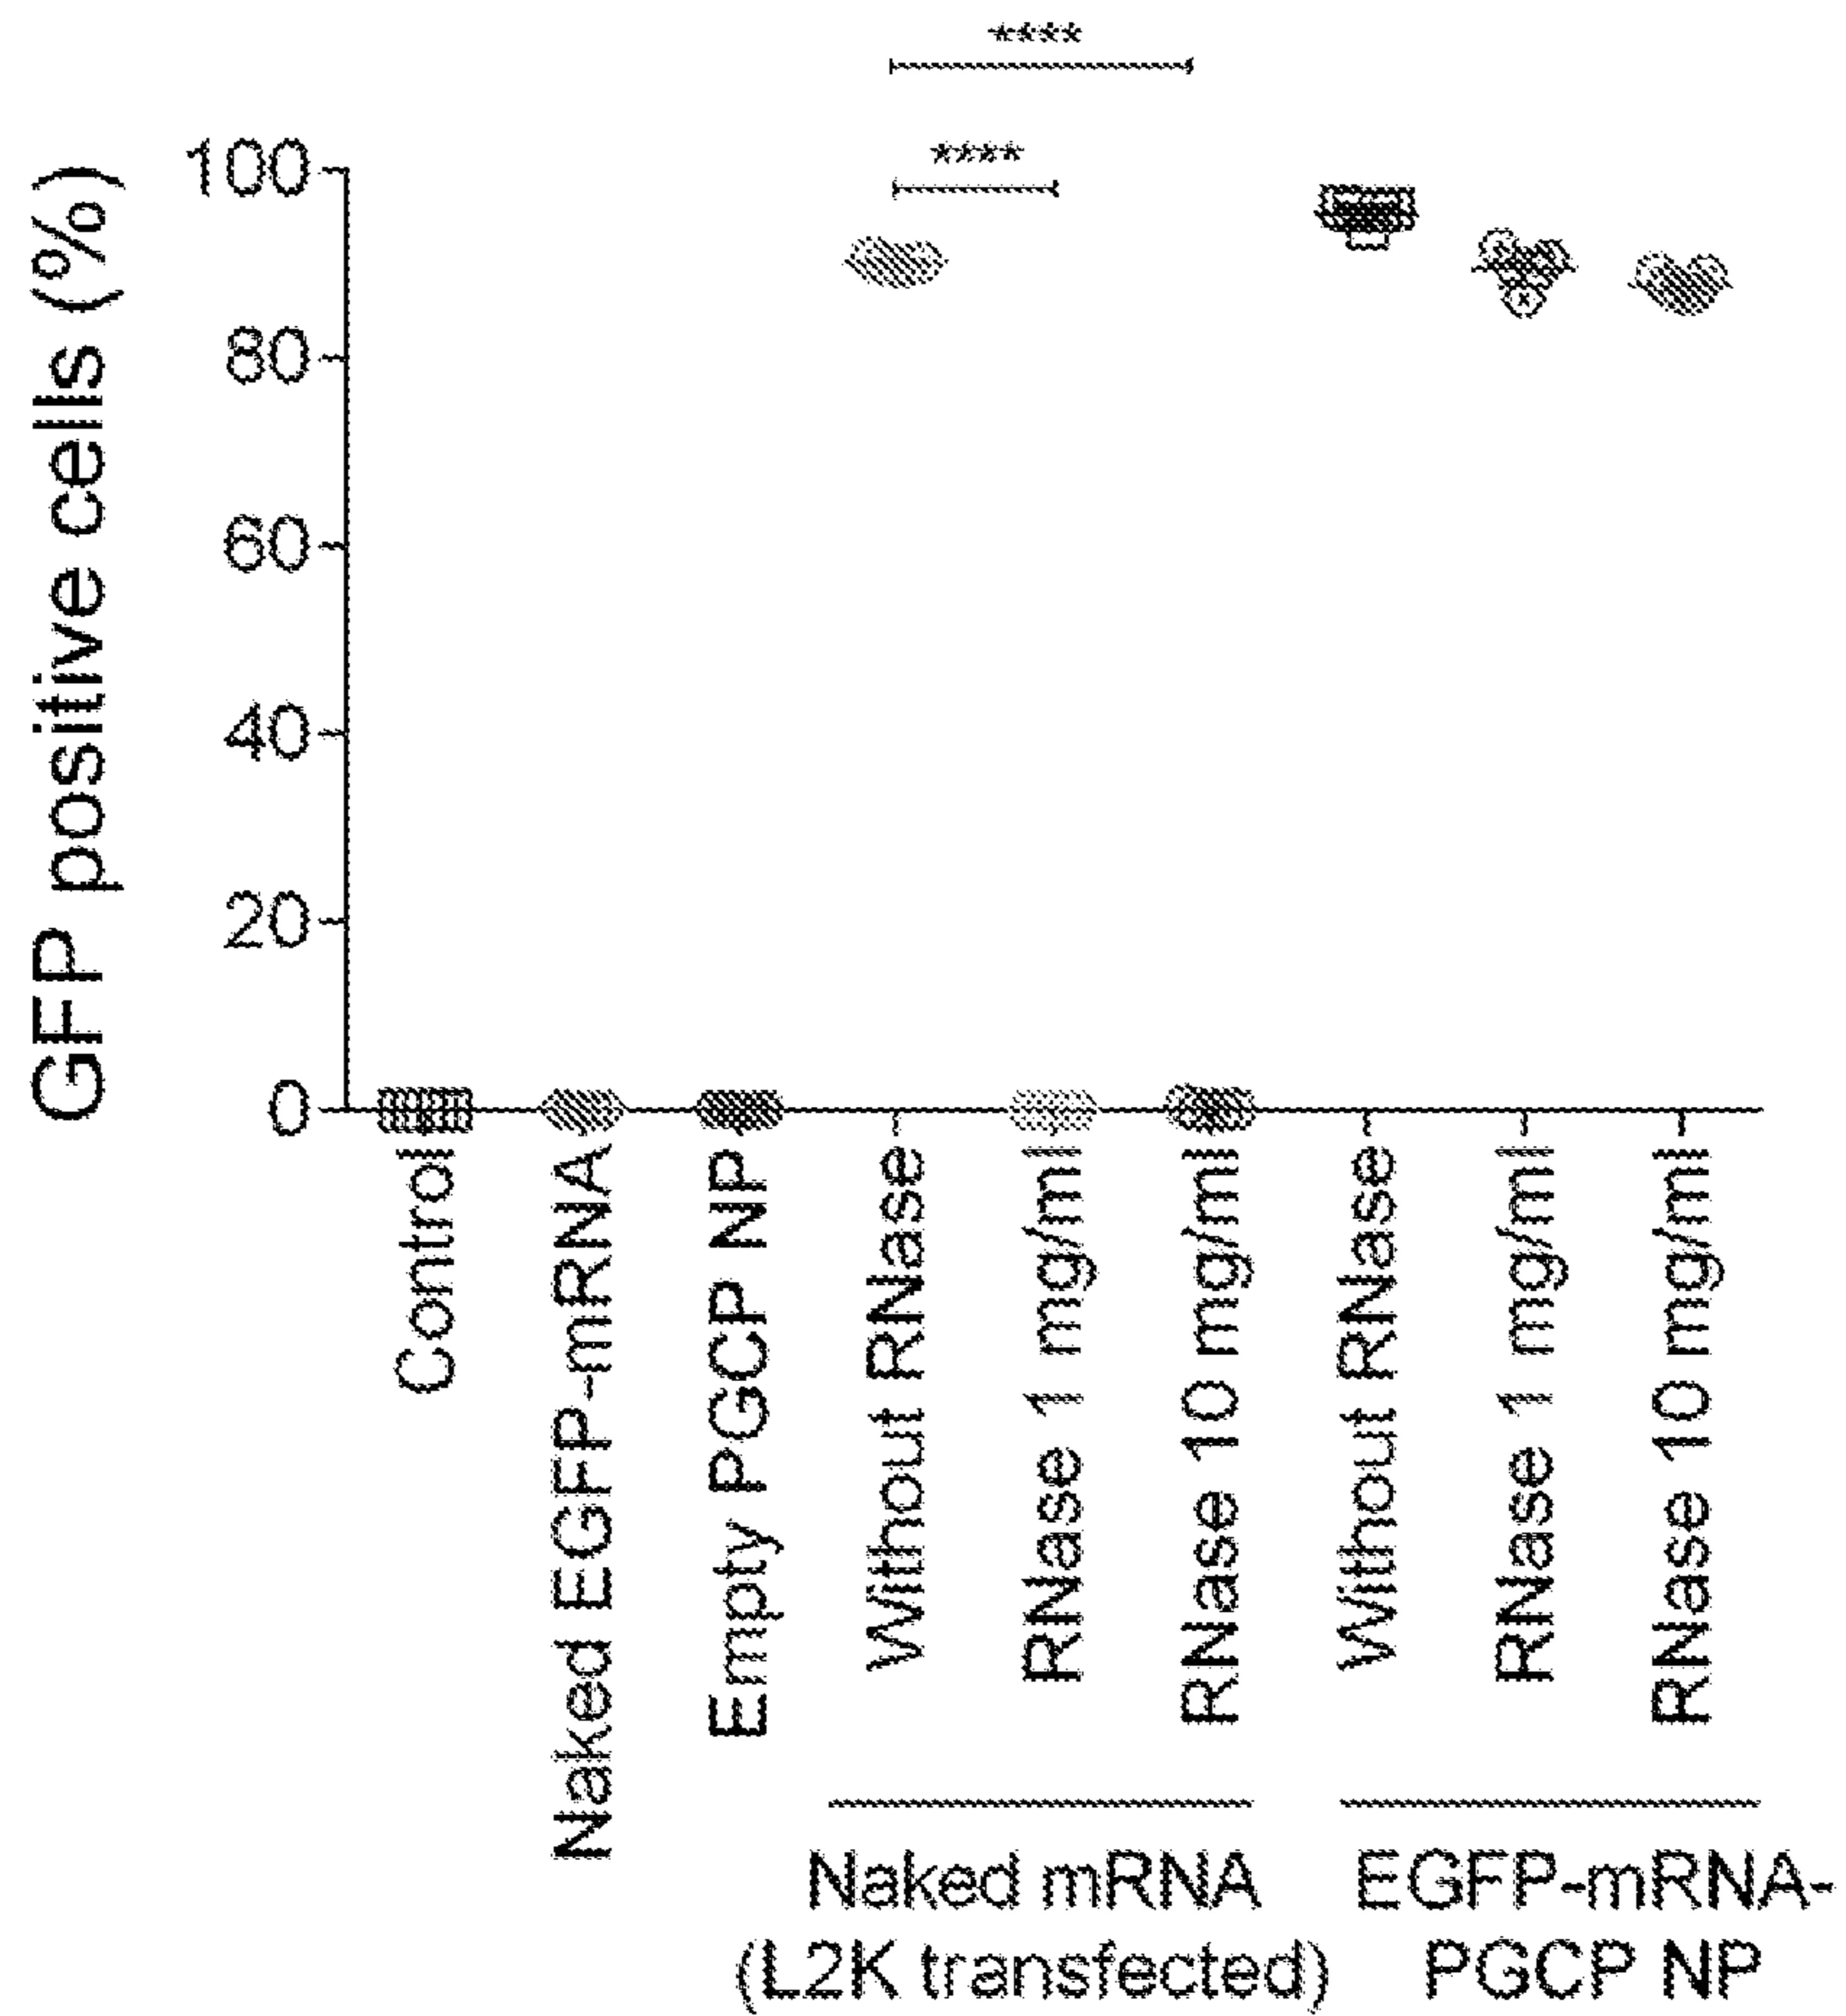 ****
****
GFP positive cells (%)
100
80
60
40
20
0
Control
Naked EGFP-mRNA
Empty PGCP NP
Without RNase
RNase 1 mg/ml
RNase 10 mg/ml
Without RNase
RNase 1 mg/ml
RNase 10 mg/ml
Naked mRNA
(L2K transfected)
EGFP-mRNA-
PGCP NP